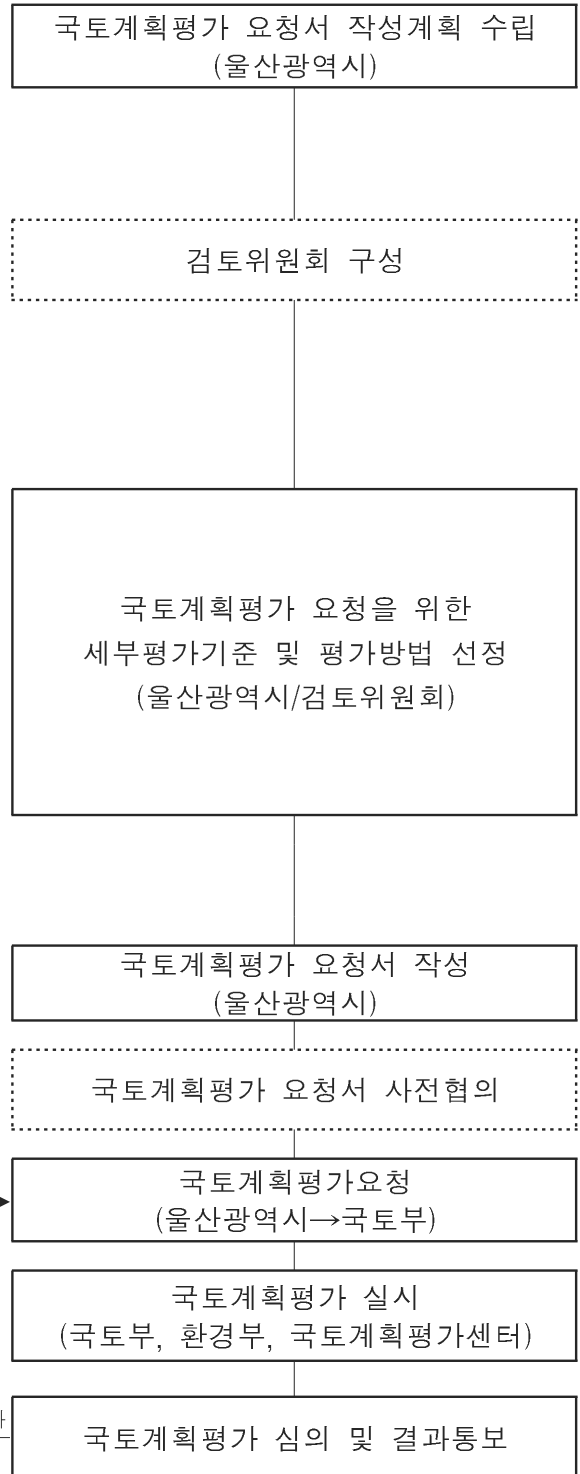 국토계획평가 요청서 작성계획 수립
(울산광역시)
검토위원회 구성
국토계획평가 요청을 위한
세부평가기준 및 평가방법 선정
(울산광역시/검토위원회)
국토계획평가 요청서 작성
(울산광역시)
국토계획평가 요청서 사전협의
국토계획평가요청
(울산광역시→국토부)
국토계획평가 실시
(국토부, 환경부, 국토계획평가센터)
국토계획평가 심의 및 결과통보